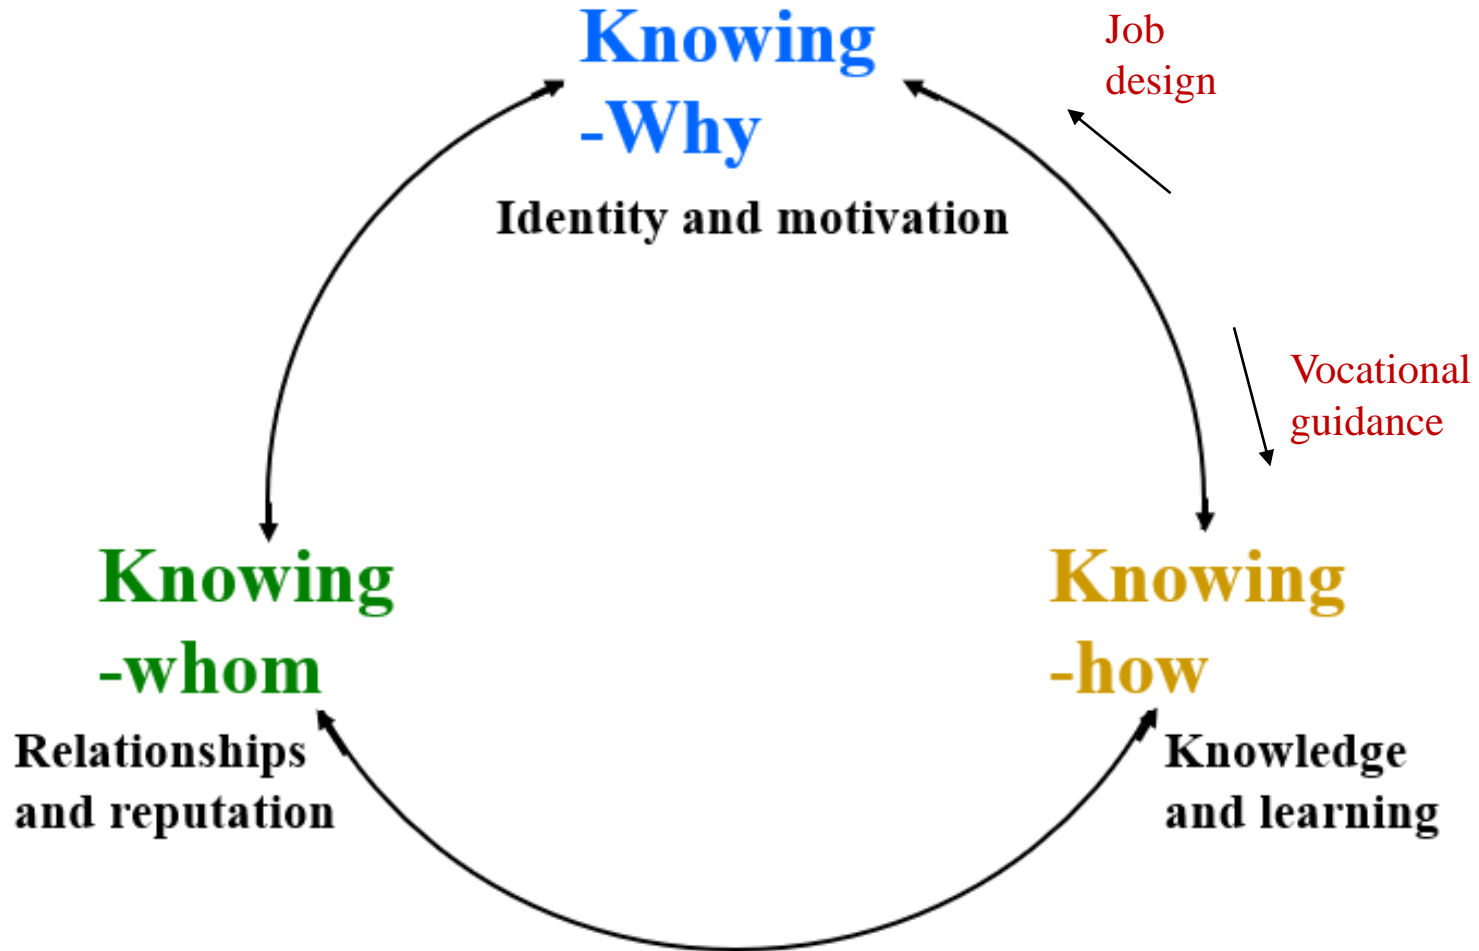 Knowing
-Why
Identity and motivation
Job
design
Vocational
guidance
Knowing
-whom
Relationships
and reputation
Knowing
-how
Knowledge
and learning